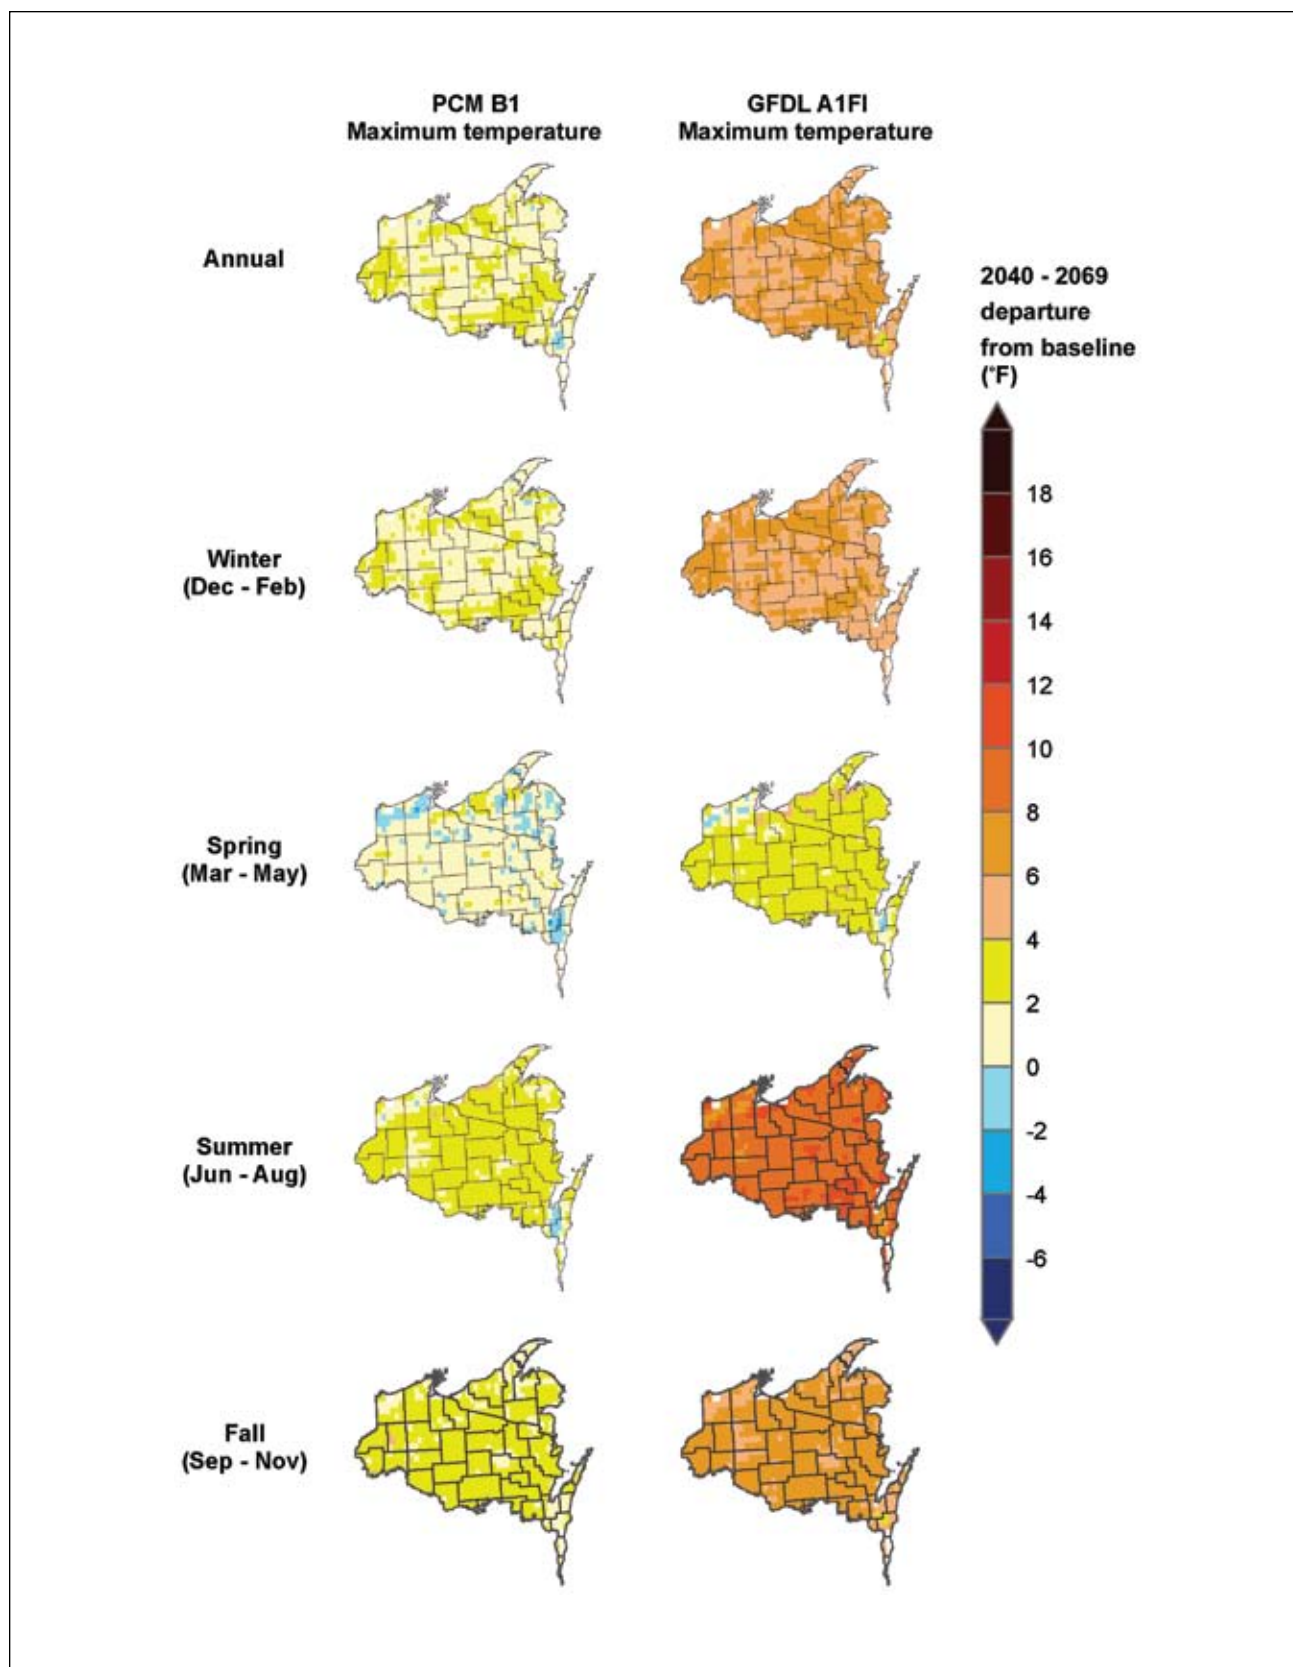 PCM B1
Maximum temperature
GFDL A1FI
Maximum temperature
Annual
2040 - 2069
departure
from baseline
(°F)
Winter
(Dec - Feb)
Spring
(Mar - May)
Summer
(Jun - Aug)
Fall
(Sep - Nov)
18
16
14
12
10
8
6
4
2
0
-2
-4
-6